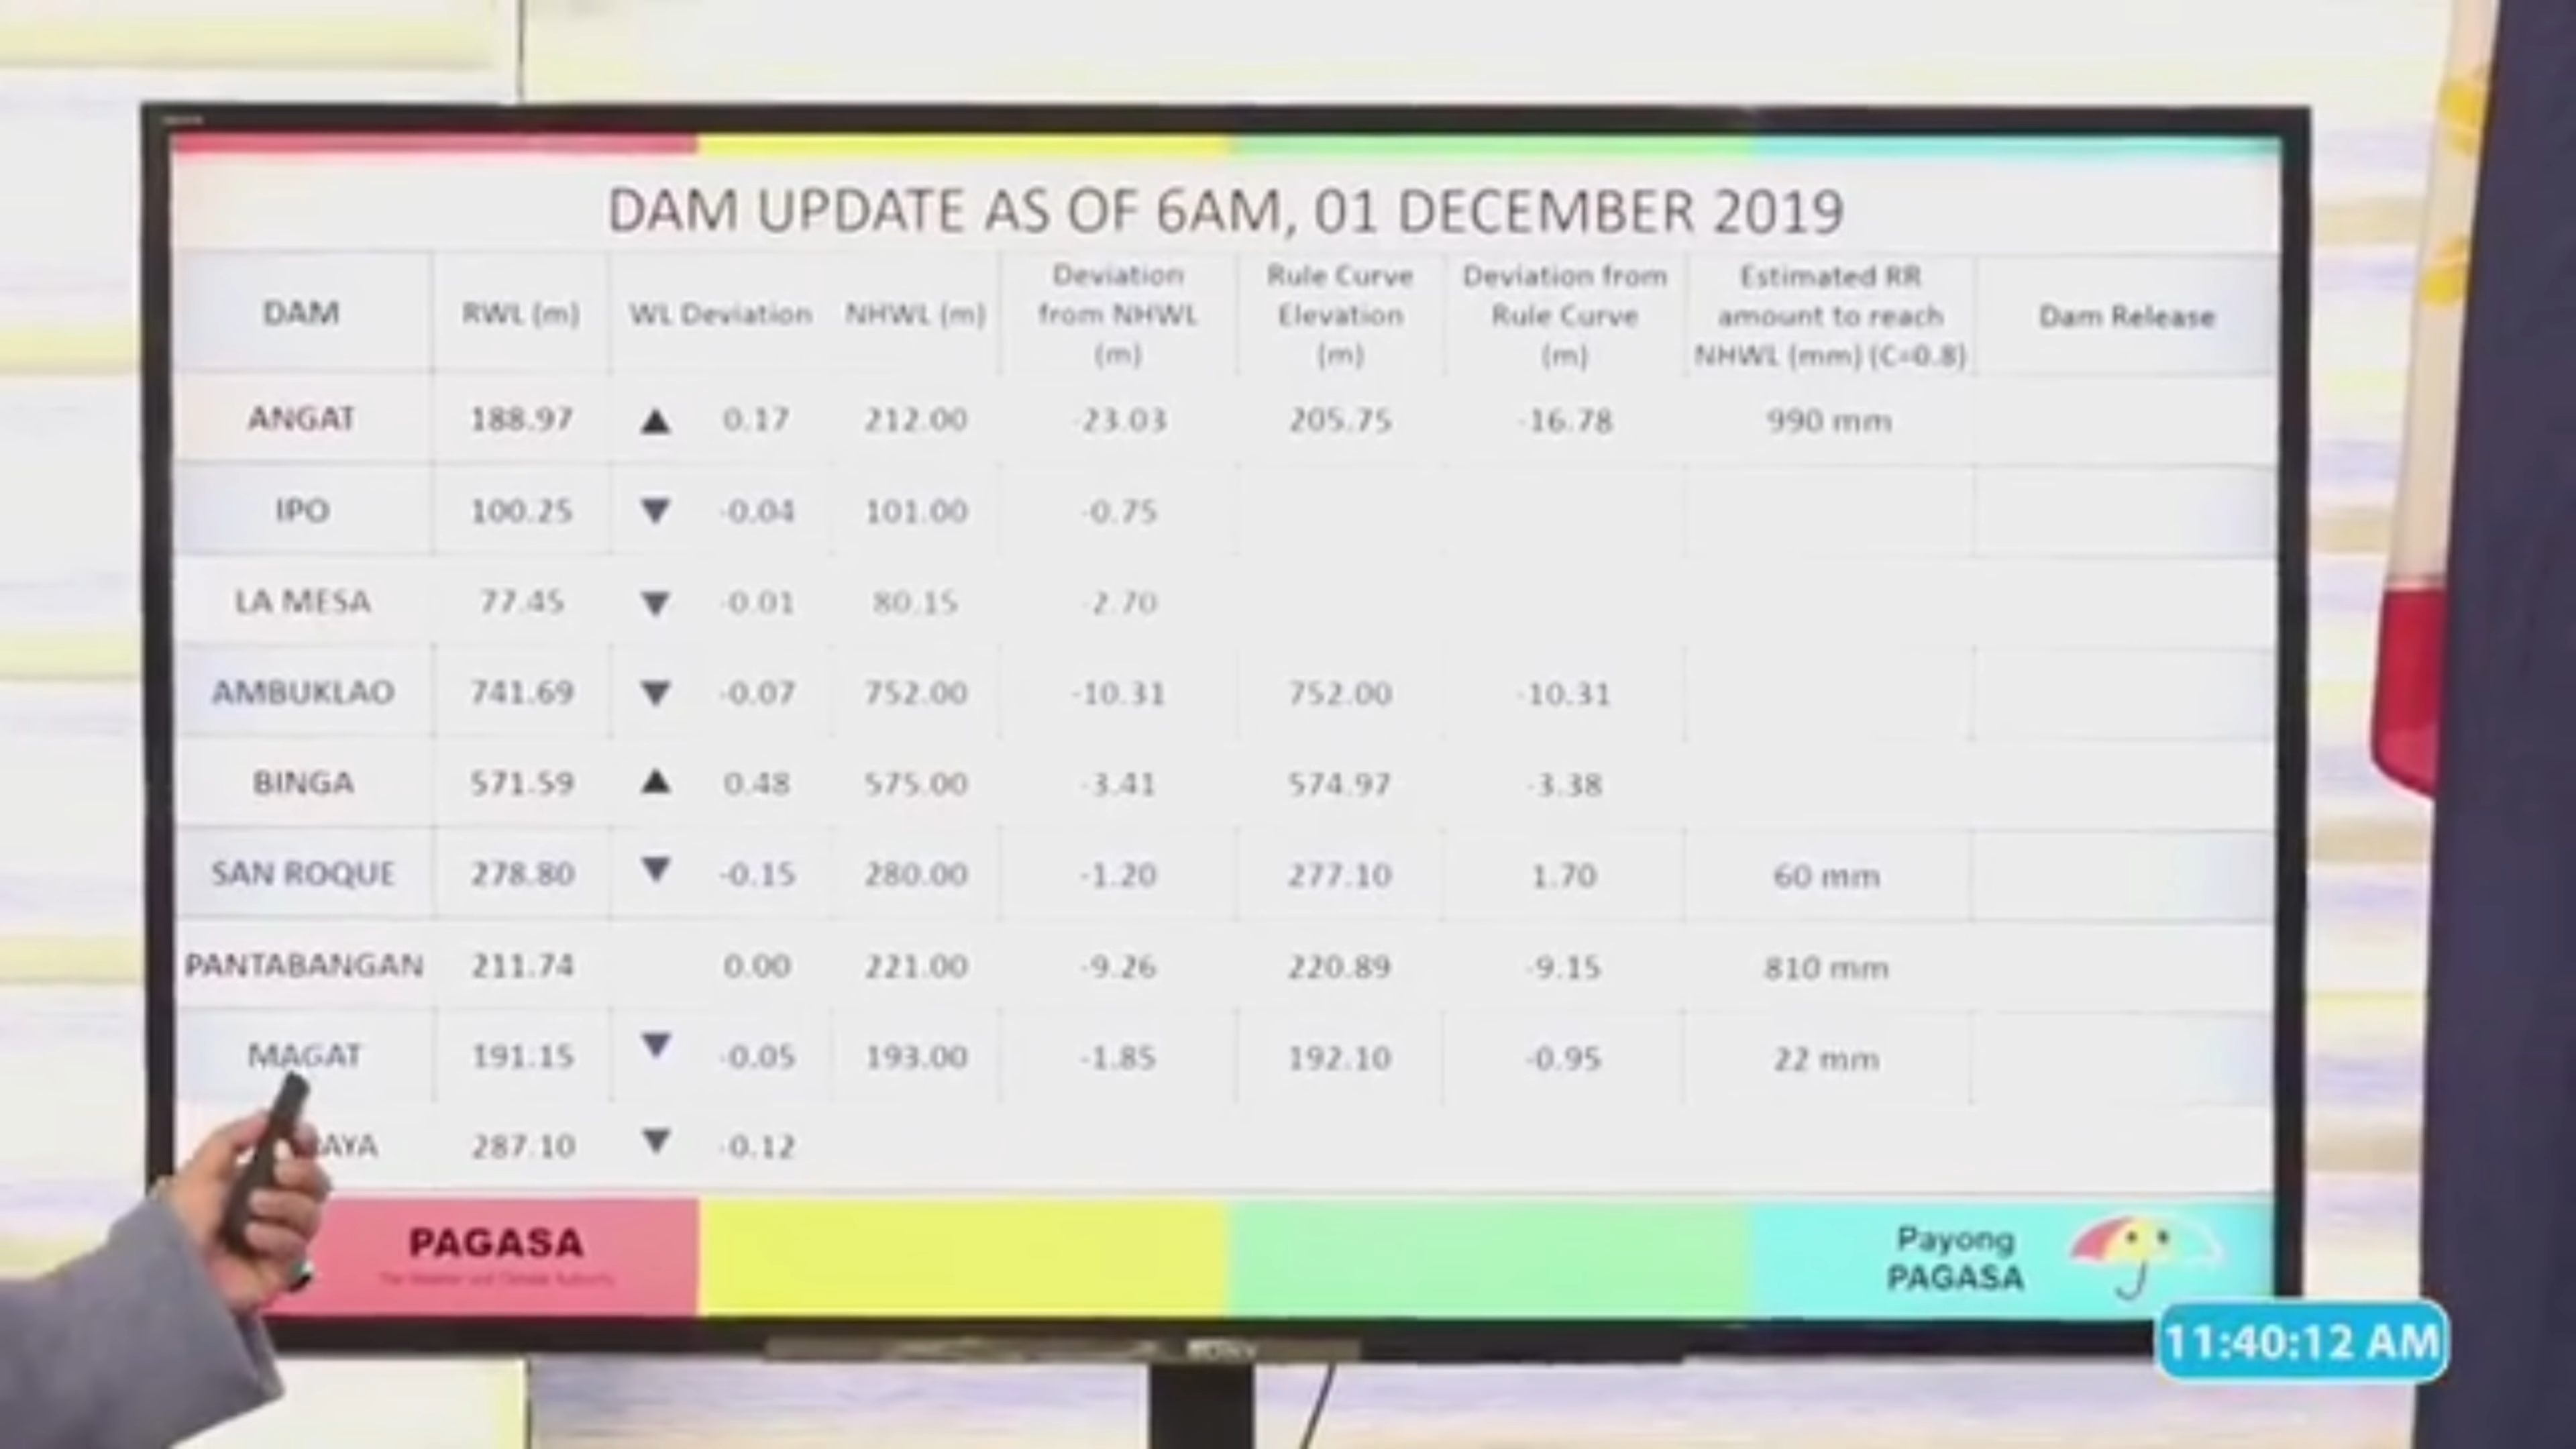 DAM UPDATE AS OF 6AM, 01 DECEMBER 2019
DAM RWL (m) WL Deviation NHWL (m) Deviation from NHWL (m) Rule Curve Elevation (m) Deviation from Rule Curve (m) Estimated RR amount to reach NHWL (mm) (C=0.8) Dam Release
ANGAT 188.97 ▲ 0.17 212.00 -23.03 205.75 -16.78 990 mm
IPO 100.25 ▼ -0.04 101.00 -0.75
LA MESA 77.45 ▼ -0.01 80.15 -2.70
AMBUKLAO 741.69 ▼ -0.07 752.00 -10.31 752.00 -10.31
BINGA 571.59 ▲ 0.48 575.00 -3.41 574.97 -3.38
SAN ROQUE 278.80 ▼ -0.15 280.00 -1.20 277.10 1.70 60 mm
PANTABANGAN 211.74 0.00 221.00 -9.26 220.89 -9.15 810 mm
MAGAT 191.15 ▼ -0.05 193.00 -1.85 192.10 -0.95 22 mm
AYA 287.10 ▼ -0.12
PAGASA
The Weather and Climate Authority
Payong
PAGASA
SONY
11:40:12 AM